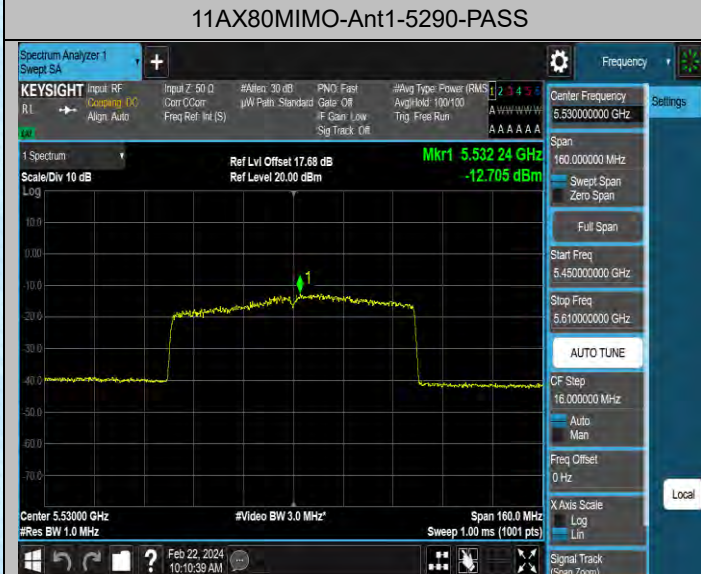 11AX80MIMO-Ant1-5290-PASS
Spectrum Analyzer 1
Swept SA
+
Frequency
KEYSIGHT
RL
Input: RF
Coupling: DC
Align: Auto
Input Z: 50 Ω
Corr CCorr
Freq Ref: Int (S)
#Atten: 30 dB
µW Path: Standard
PNO: Fast
Gate: Off
IF Gain: Low
Sig Track: Off
#Avg Type: Power (RMS
Avg|Hold: 100/100
Trig: Free Run
1 2 3 4 5 6
A W W W W W
A A A A A A
1 Spectrum
Scale/Div 10 dB
Log
Ref Lvl Offset 17.68 dB
Ref Level 20.00 dBm
Mkr1 5.532 24 GHz
-12.705 dBm
10.0
0.00
-10.0
-20.0
-30.0
-40.0
-50.0
-60.0
-70.0
1
Center 5.53000 GHz
#Res BW 1.0 MHz
#Video BW 3.0 MHz*
Span 160.0 MHz
Sweep 1.00 ms (1001 pts)
Center Frequency
5.530000000 GHz
Settings
Span
160.000000 MHz
Swept Span
Zero Span
Full Span
Start Freq
5.450000000 GHz
Stop Freq
5.610000000 GHz
AUTO TUNE
CF Step
16.000000 MHz
Auto
Man
Freq Offset
0 Hz
X Axis Scale
Log
Lin
Local
Signal Track
(Span Zoom)
?
Feb 22, 2024
10:10:39 AM